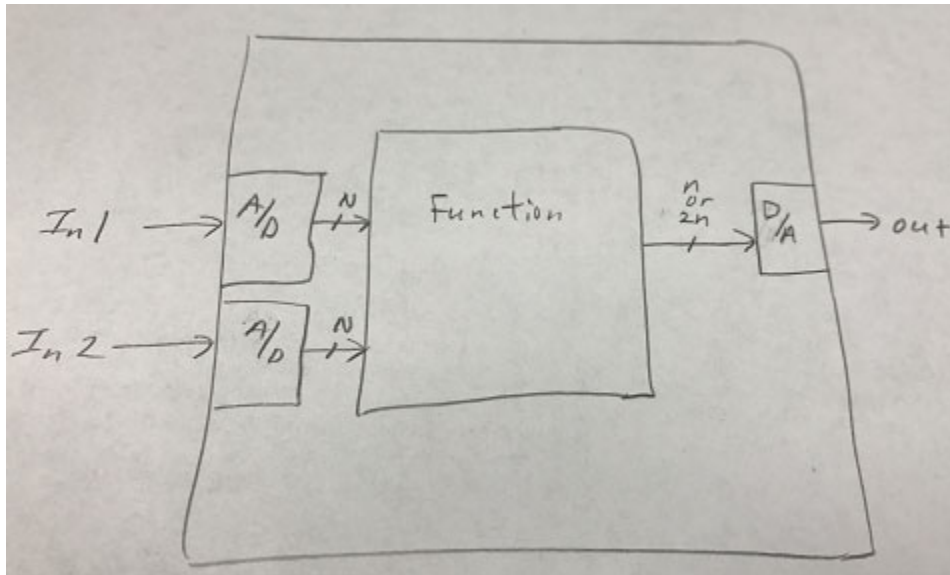 In 1
A/D
N
Function
n
or
2n
D/A
out
In 2
A/D
N